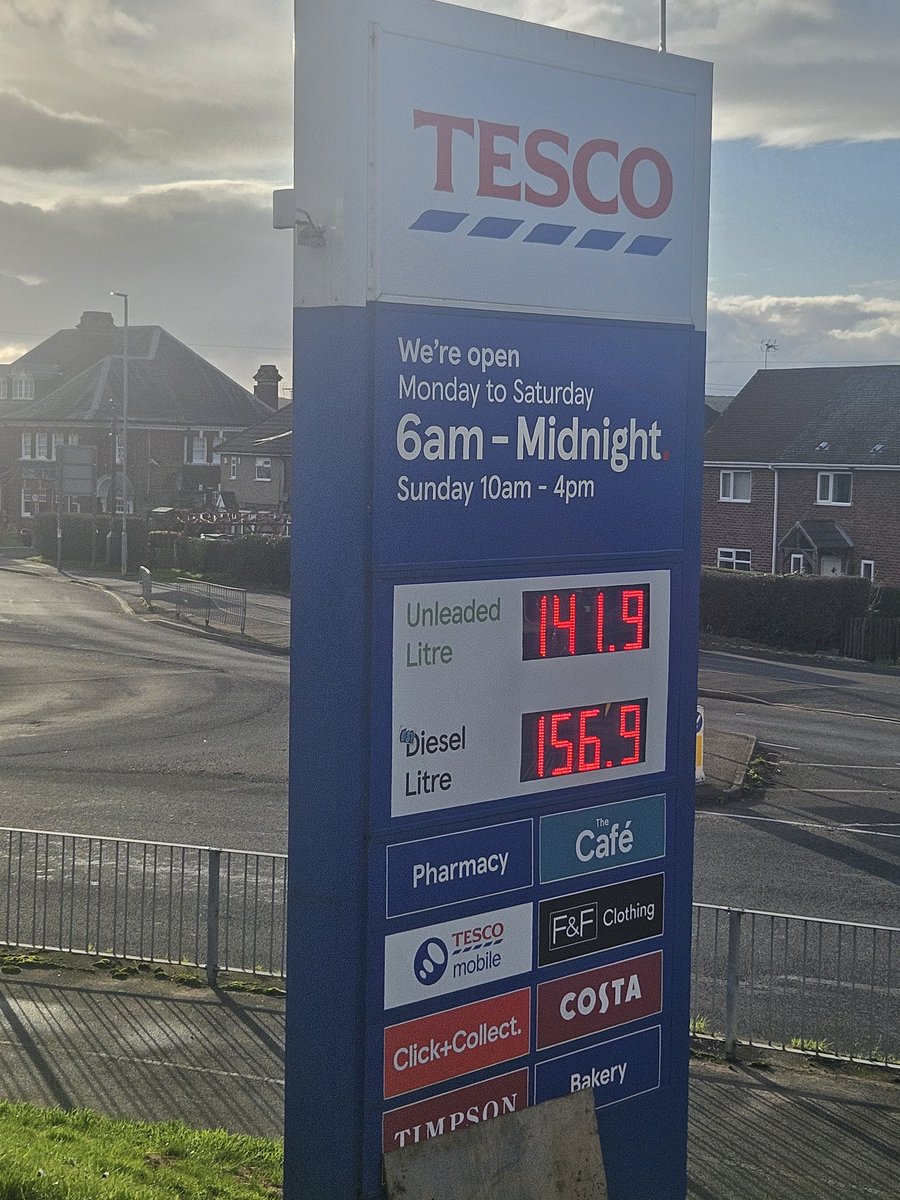 TESCO
We're open
Monday to Saturday
6am - Midnight.
Sunday 10am - 4pm
Unleaded
Litre
141.9
Diesel
Litre
156.9
Pharmacy
The
Café
TESCO
mobile
F&F Clothing
Click+Collect.
COSTA
TIMPSON
Bakery